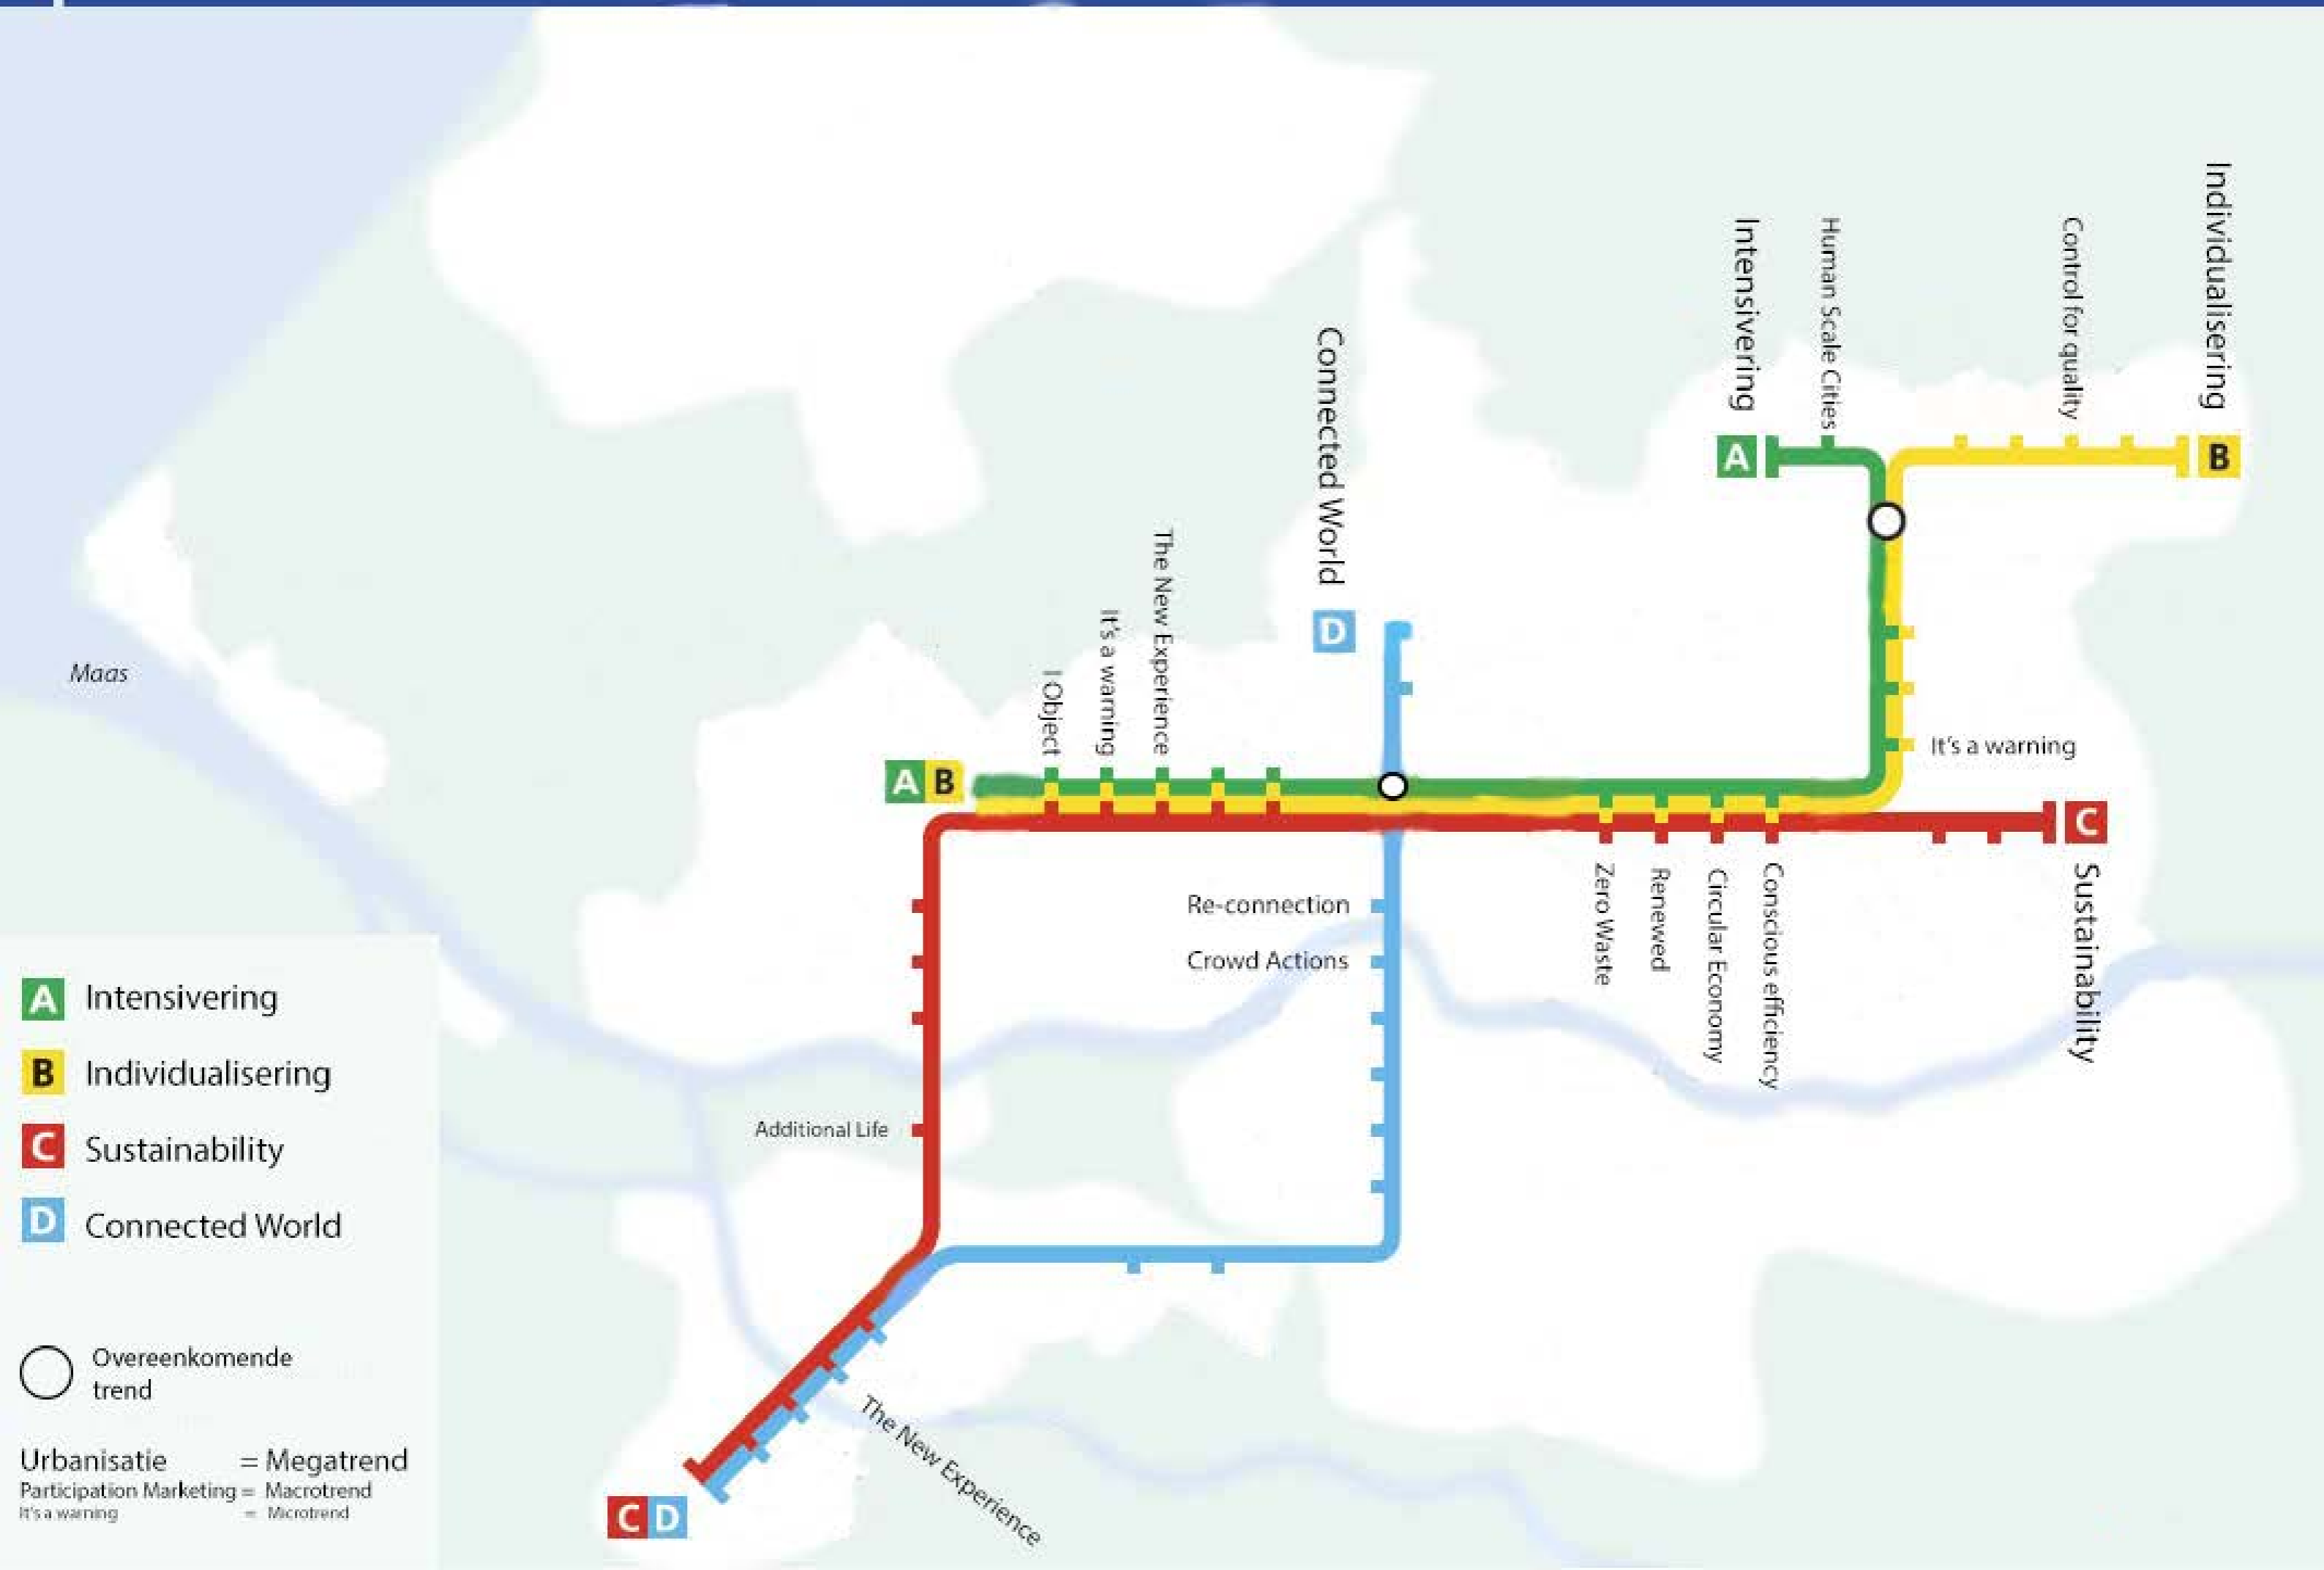 Individualisering
Control for quality
Human Scale Cities
Intensivering
A
B
Connected World
D
The New Experience
It's a warning
I Object
Maas
It's a warning
A B
C
Sustainability
Zero Waste
Renewed
Circular Economy
Conscious efficiency
Re-connection
Crowd Actions
Additional Life
The New Experience
C D
A Intensivering
B Individualisering
C Sustainability
D Connected World
Overeenkomende
trend
Urbanisatie = Megatrend
Participation Marketing = Macrotrend
It's a warning = Microtrend